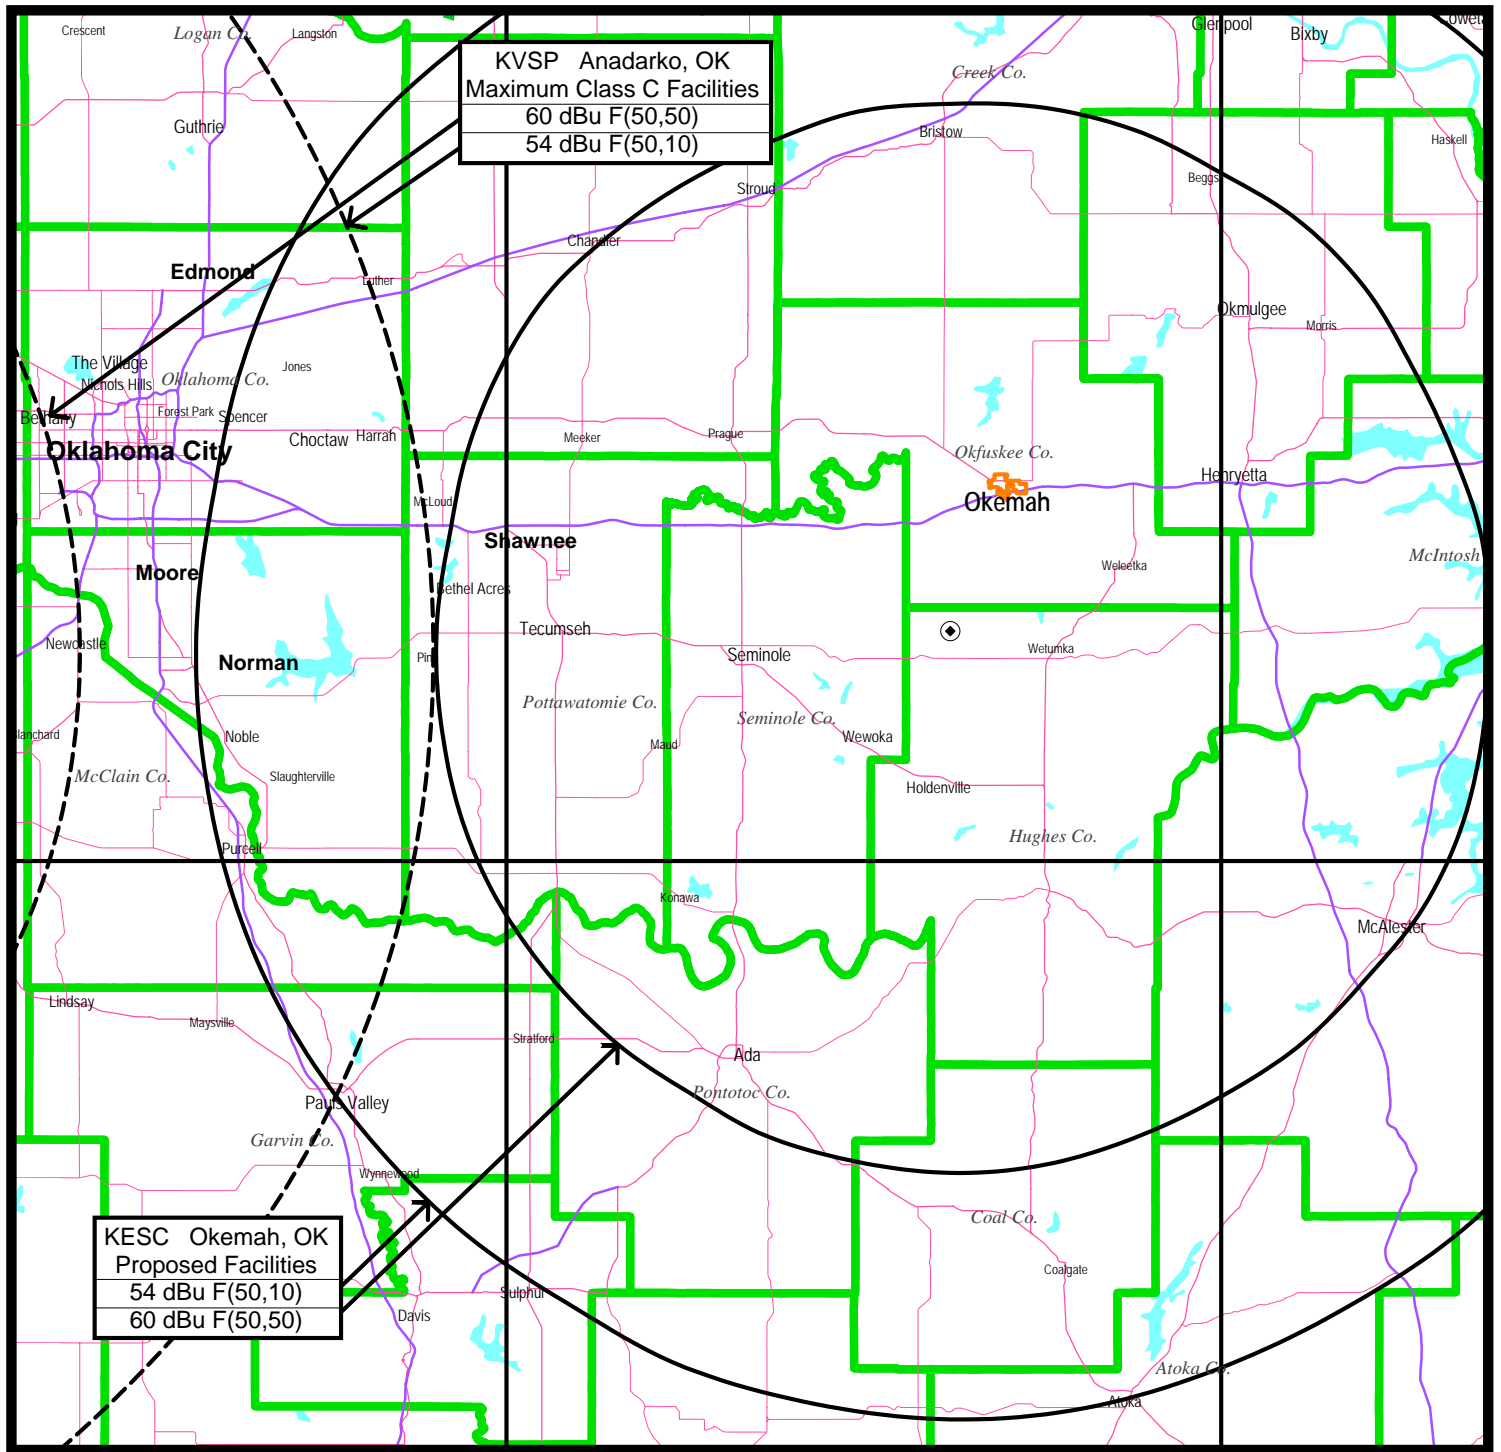 Crescent
Logan Co.
Langston
Glenpool
Bixby
KVSP Anadarko, OK
Maximum Class C Facilities
60 dBu F(50,50)
54 dBu F(50,10)
Creek Co.
Guthrie
Bristow
Haskell
Beggs
Stroud
Chandler
Edmond
Luther
Okmulgee
Morris
The Village
Nichols Hills
Oklahoma Co.
Jones
Bethany
Forest Park
Spencer
Choctaw
Harrah
Meeker
Prague
Oklahoma City
Okfuskee Co.
Henryetta
McLoud
Okemah
Shawnee
McIntosh
Moore
Weleetka
Bethel Acres
Tecumseh
Newcastle
Norman
Pin
Seminole
Wetumka
Pottawatomie Co.
Seminole Co.
Blanchard
Noble
Maud
Wewoka
McClain Co.
Slaughterville
Holdenville
Hughes Co.
Purcell
Konawa
McAlester
Lindsay
Maysville
Stratford
Ada
Pontotoc Co.
Pauls Valley
Garvin Co.
Wynnewood
Coal Co.
KESC Okemah, OK
Proposed Facilities
54 dBu F(50,10)
60 dBu F(50,50)
Coalgate
Sulphur
Davis
Atoka Co.
Atoka